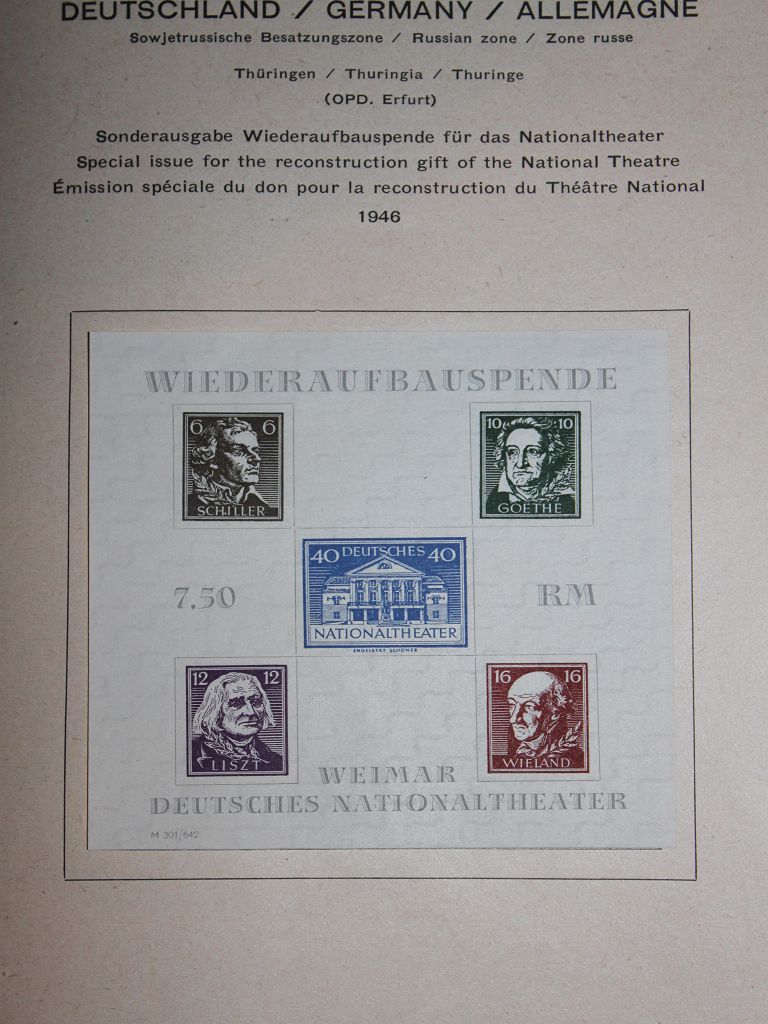 DEUTSCHLAND / GERMANY / ALLEMAGNE
Sowjetrussische Besatzungszone / Russian zone / Zone russe
Thüringen / Thuringia / Thuringe
(OPD. Erfurt)
Sonderausgabe Wiederaufbauspende für das Nationaltheater
Special issue for the reconstruction gift of the National Theatre
Émission spéciale du don pour la reconstruction du Théâtre National
1946
WIEDERAUFBAUSPENDE
6 6
SCHILLER
10 10
GOETHE
40 DEUTSCHES 40
NATIONALTHEATER
ENGELBERT SCHONER
7.50 RM
12 12
LISZT
16 16
WIELAND
WEIMAR
DEUTSCHES NATIONALTHEATER
M 301/642